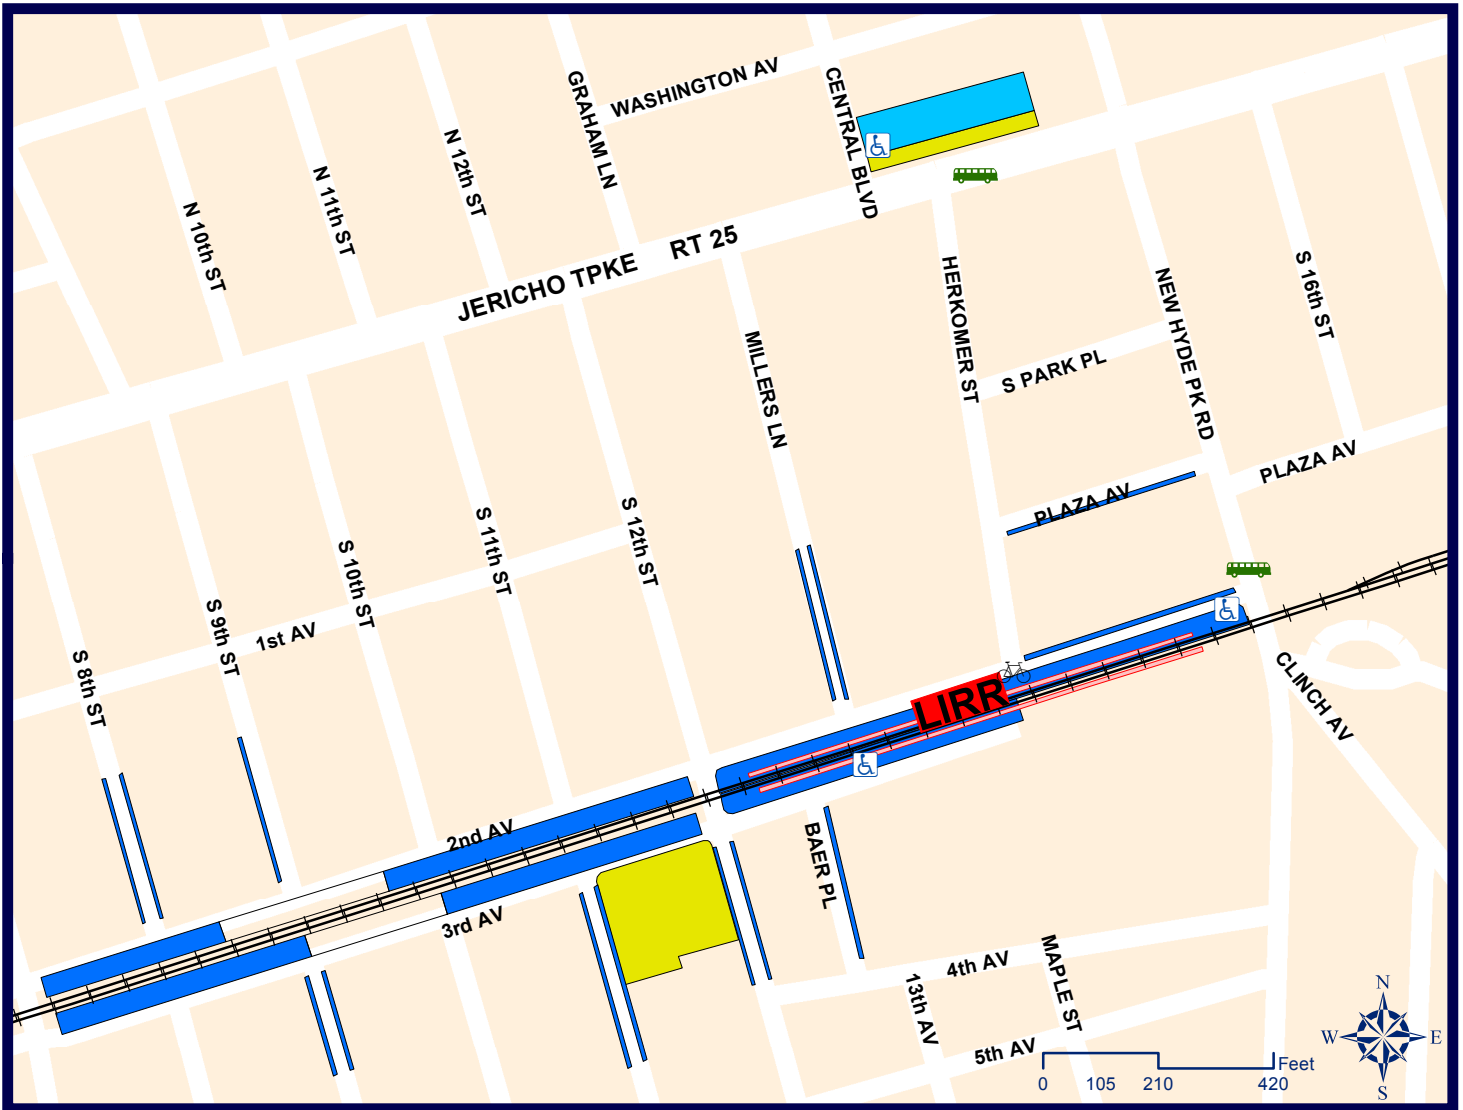 WASHINGTON AV
GRAHAM LN
CENTRAL BLVD
N 12th ST
N 11th ST
N 10th ST
JERICHO TPKE
RT 25
HERKOMER ST
NEW HYDE PK RD
S 16th ST
MILLERS LN
S PARK PL
PLAZA AV
PLAZA AV
S 12th ST
S 11th ST
S 10th ST
S 9th ST
1st AV
S 8th ST
CLINCH AV
LIRR
2nd AV
3rd AV
BAER PL
4th AV
MAPLE ST
13th AV
5th AV
N
W
E
S
Feet
0
105
210
420